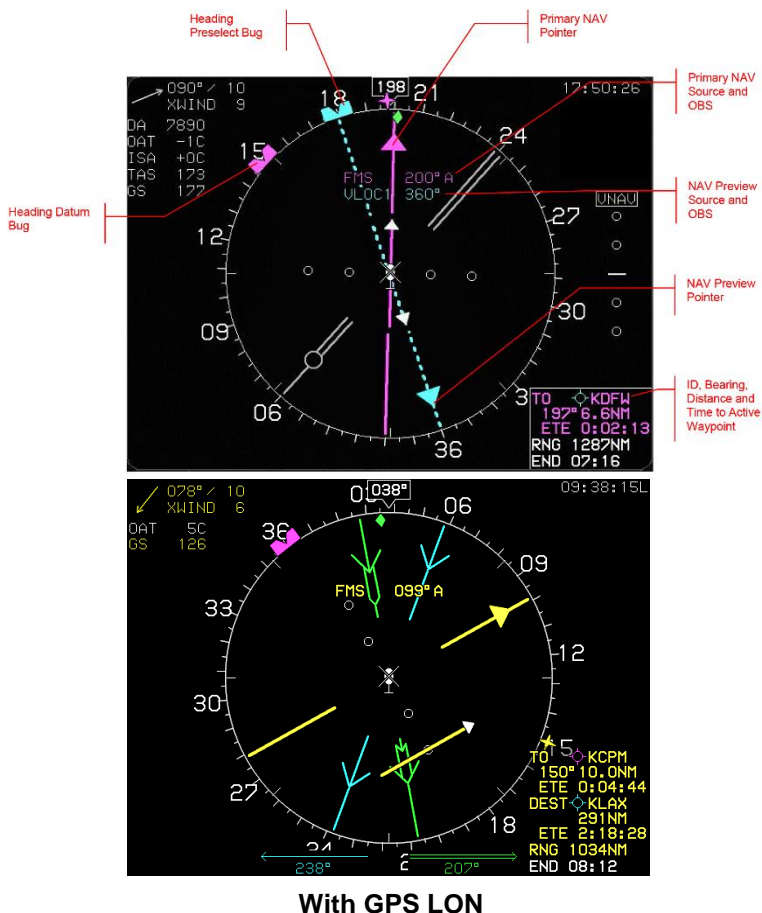 Heading
Preselect Bug
Primary NAV
Pointer
Primary NAV
Source and
OBS
NAV Preview
Source and
OBS
Heading Datum
Bug
NAV Preview
Pointer
ID, Bearing,
Distance and
Time to Active
Waypoint
090°/ 10
XWIND 9
DA 7890
OAT -1C
ISA +0C
TAS 173
GS 177
198
17:50:26
18
21
24
27
30
3
36
06
09
12
15
FMS 200°A
VLOC1 360°
VNAV
TO KDFW
197° 6.6NM
ETE 0:02:13
RNG 1287NM
END 07:16
078°/ 10
XWIND 6
OAT 5C
GS 126
038°
09:38:15L
03
06
09
12
15
18
2
24
27
30
33
36
FMS 099°A
TO KCPM
150°10.0NM
ETE 0:04:44
DEST KLAX
291NM
ETE 2:18:28
RNG 1034NM
END 08:12
238°
207°
With GPS LON